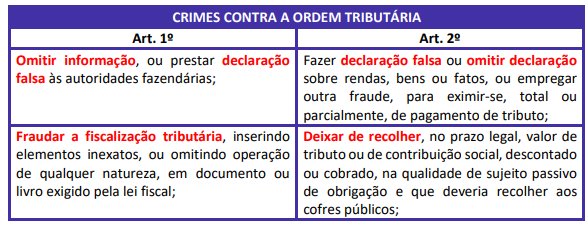 CRIMES CONTRA A ORDEM TRIBUTÁRIA
Art. 1º
Art. 2º
Omitir informação, ou prestar declaração
falsa às autoridades fazendárias;
Fazer declaração falsa ou omitir declaração
sobre rendas, bens ou fatos, ou empregar
outra fraude, para eximir-se, total ou
parcialmente, de pagamento de tributo;
Fraudar a fiscalização tributária, inserindo
elementos inexatos, ou omitindo operação
de qualquer natureza, em documento ou
livro exigido pela lei fiscal;
Deixar de recolher, no prazo legal, valor de
tributo ou de contribuição social, descontado
ou cobrado, na qualidade de sujeito passivo
de obrigação e que deveria recolher aos
cofres públicos;